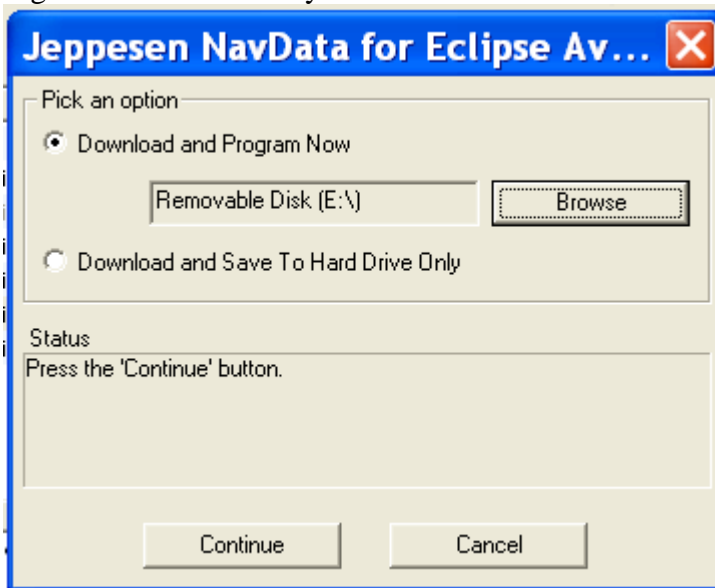 Jeppesen NavData for Eclipse Av...
Pick an option
Download and Program Now
Removable Disk (E:\)
Browse
Download and Save To Hard Drive Only
Status
Press the 'Continue' button.
Continue
Cancel